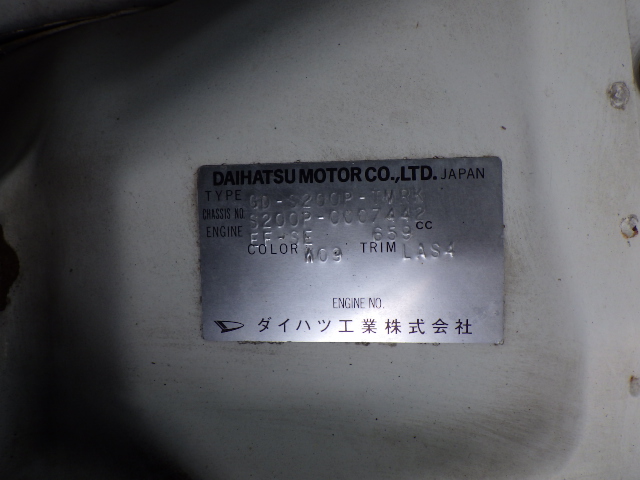 DAIHATSU MOTOR CO.,LTD. JAPAN
TYPE GD-S200P-TMRK
CHASSIS NO. S200P-0007442
ENGINE EF-SE 659 CC
COLOR W09 TRIM LAS4
ENGINE NO.
ダイハツ工業株式会社